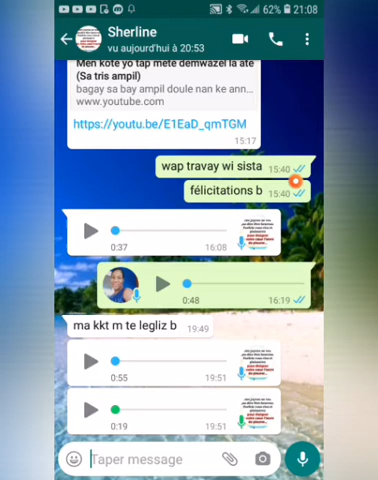 62% 21:08
Sherline
vu aujourd'hui à 20:53
Men kote yo tap mete demwazel la ate
(Sa tris ampil)
bagay sa bay ampil doule nan ke ann...
www.youtube.com
https://youtu.be/E1EaD_qmTGM
15:17
wap travay wi sista 15:40
félicitations b 15:40
0:37 16:08
0:48 16:19
ma kkt m te legliz b 19:49
0:55 19:51
0:19 19:51
Taper message